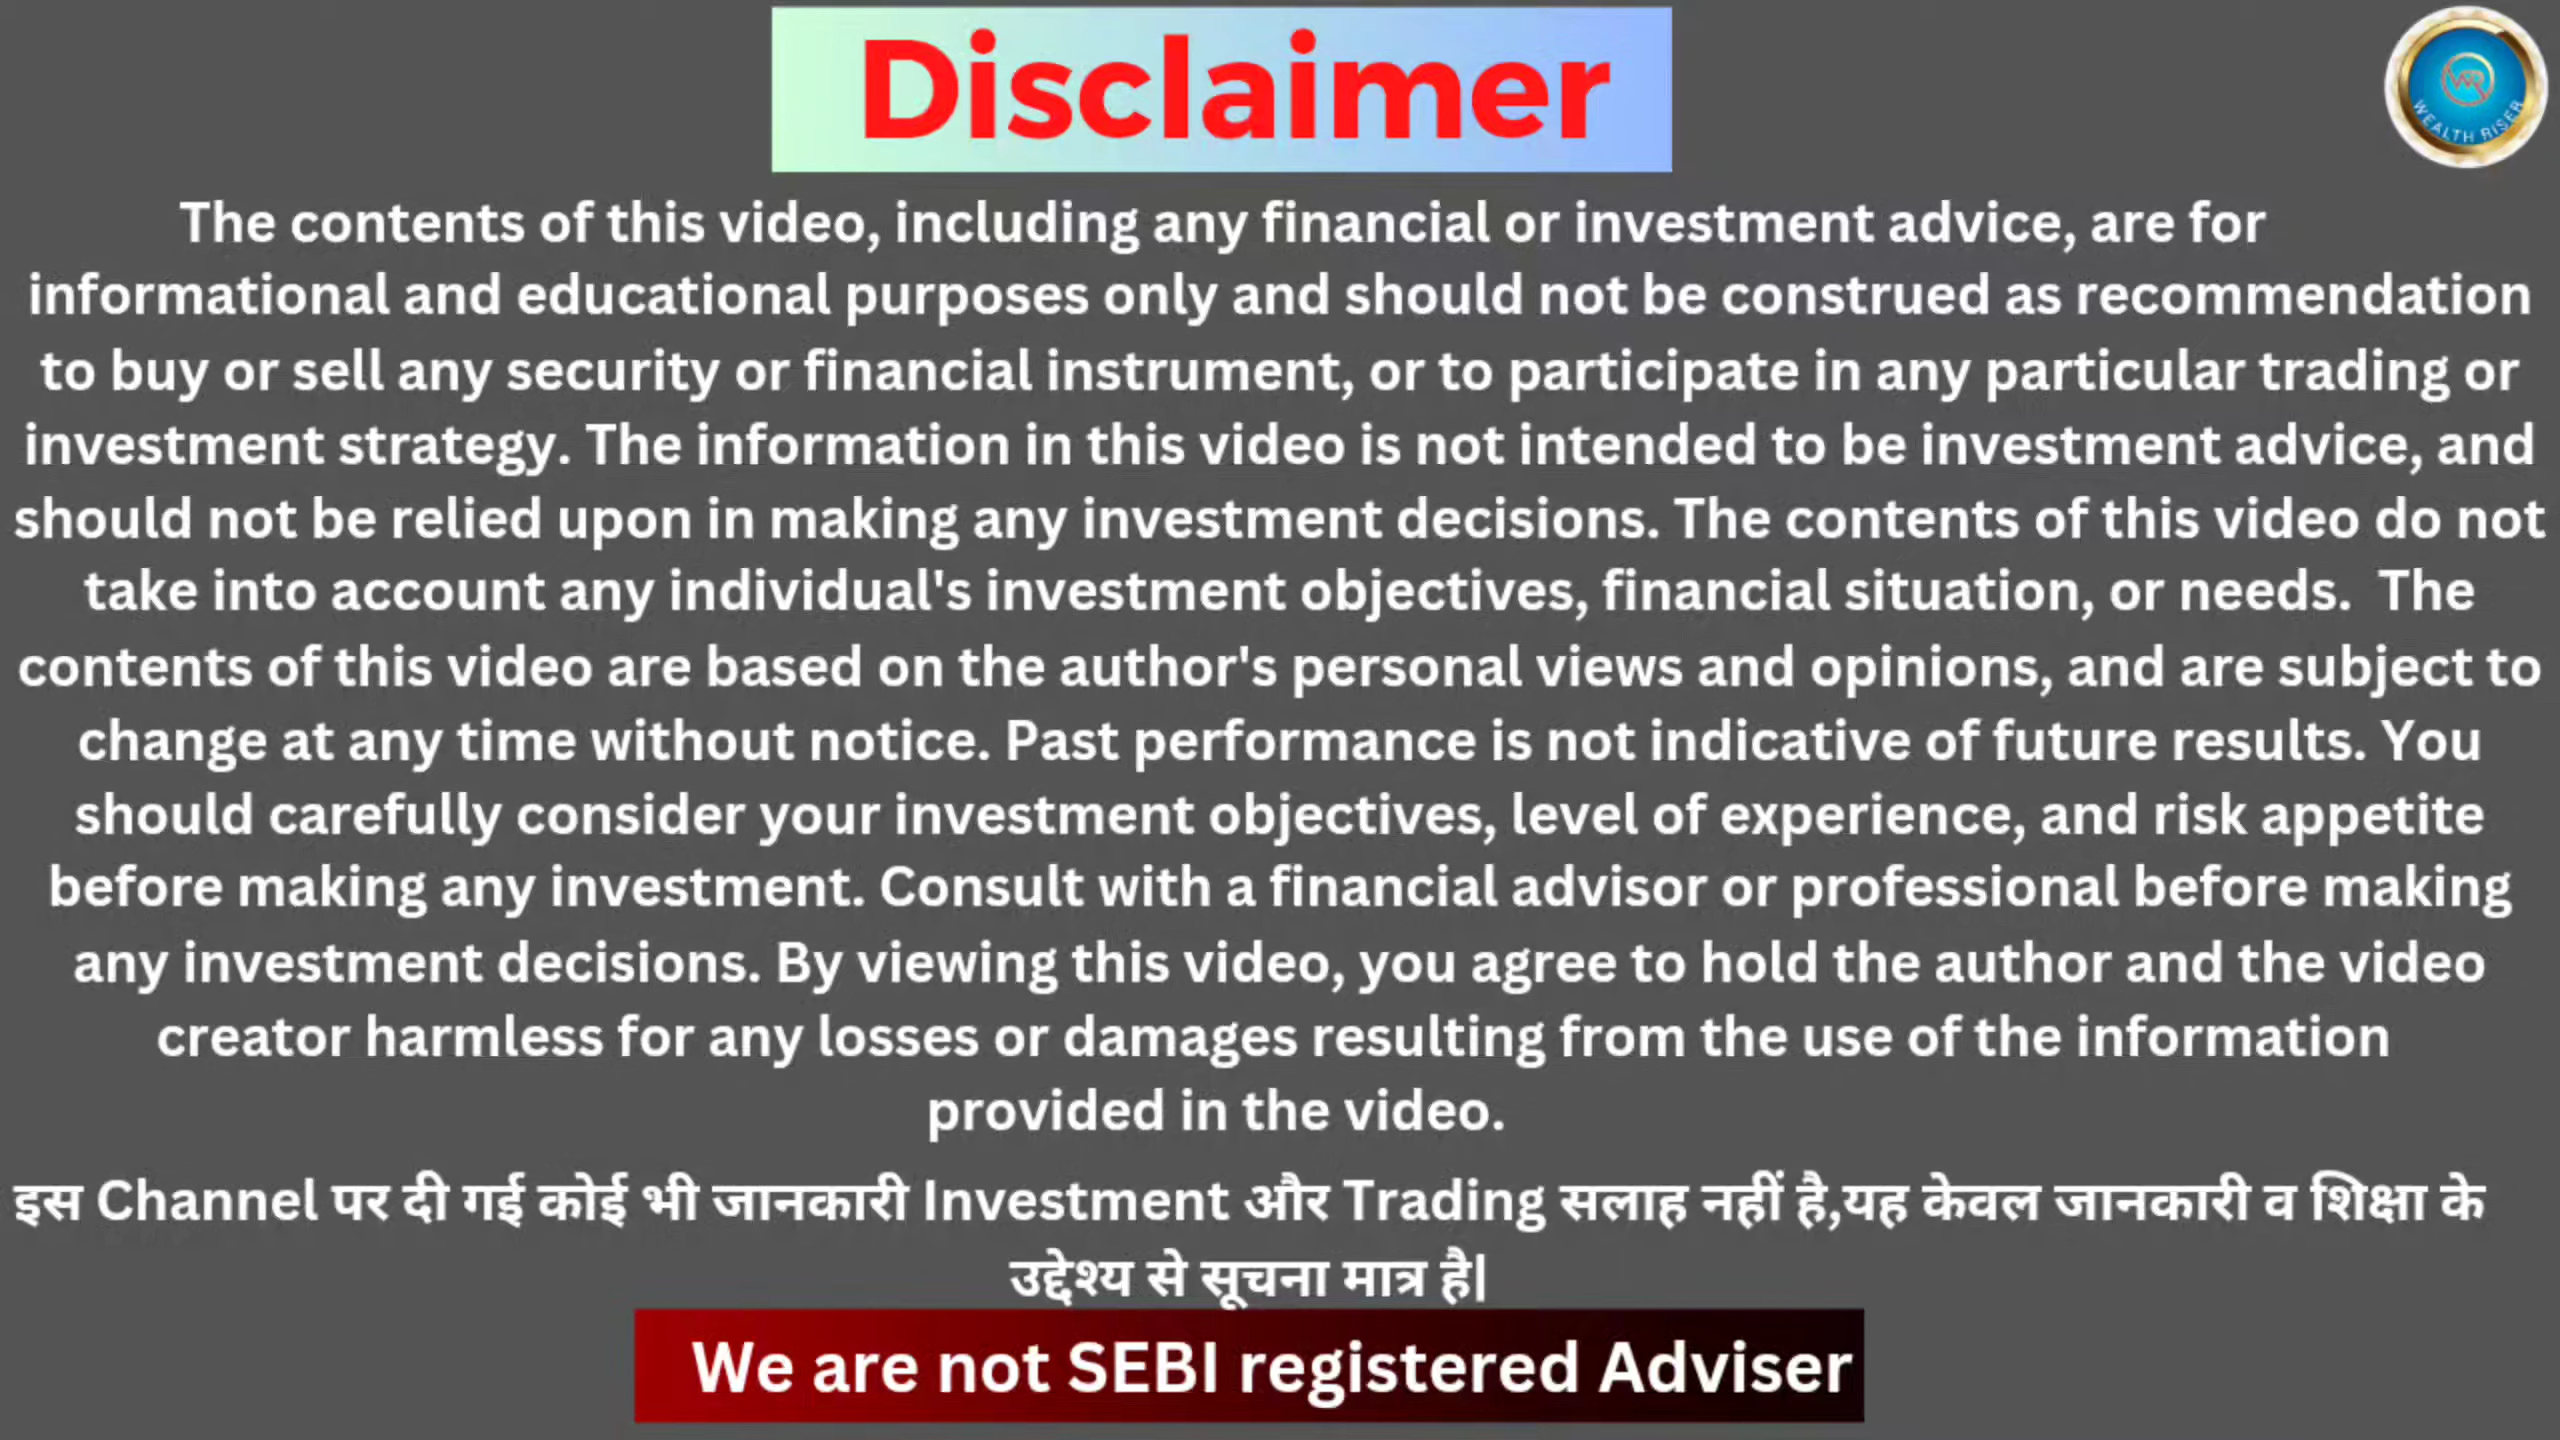 Disclaimer
WR
WEALTH RISER
The contents of this video, including any financial or investment advice, are for
informational and educational purposes only and should not be construed as recommendation
to buy or sell any security or financial instrument, or to participate in any particular trading or
investment strategy. The information in this video is not intended to be investment advice, and
should not be relied upon in making any investment decisions. The contents of this video do not
take into account any individual's investment objectives, financial situation, or needs.  The
contents of this video are based on the author's personal views and opinions, and are subject to
change at any time without notice. Past performance is not indicative of future results. You
should carefully consider your investment objectives, level of experience, and risk appetite
before making any investment. Consult with a financial advisor or professional before making
any investment decisions. By viewing this video, you agree to hold the author and the video
creator harmless for any losses or damages resulting from the use of the information
provided in the video.
इस Channel पर दी गई कोई भी जानकारी Investment और Trading सलाह नहीं है,यह केवल जानकारी व शिक्षा के
उद्देश्य से सूचना मात्र है|
We are not SEBI registered Adviser